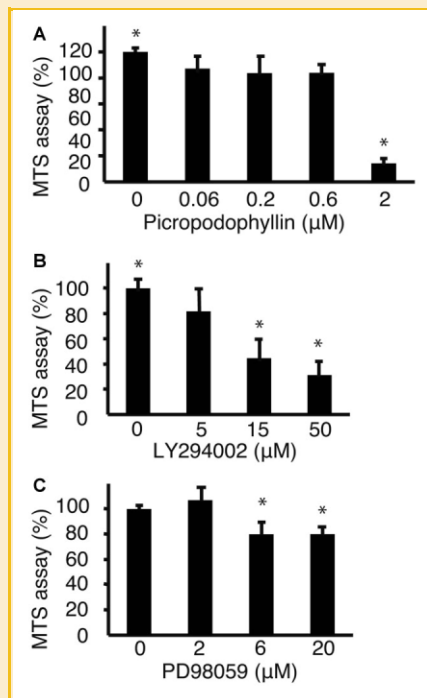 A
*
120
100
80
60
40
20
0
*
MTS assay (%)
0 0.06 0.2 0.6 2
Picropodophyllin (µM)
B
*
100
80
60
40
20
0
* *
MTS assay (%)
0 5 15 50
LY294002 (µM)
C
100
80
60
40
20
0
* *
MTS assay (%)
0 2 6 20
PD98059 (µM)